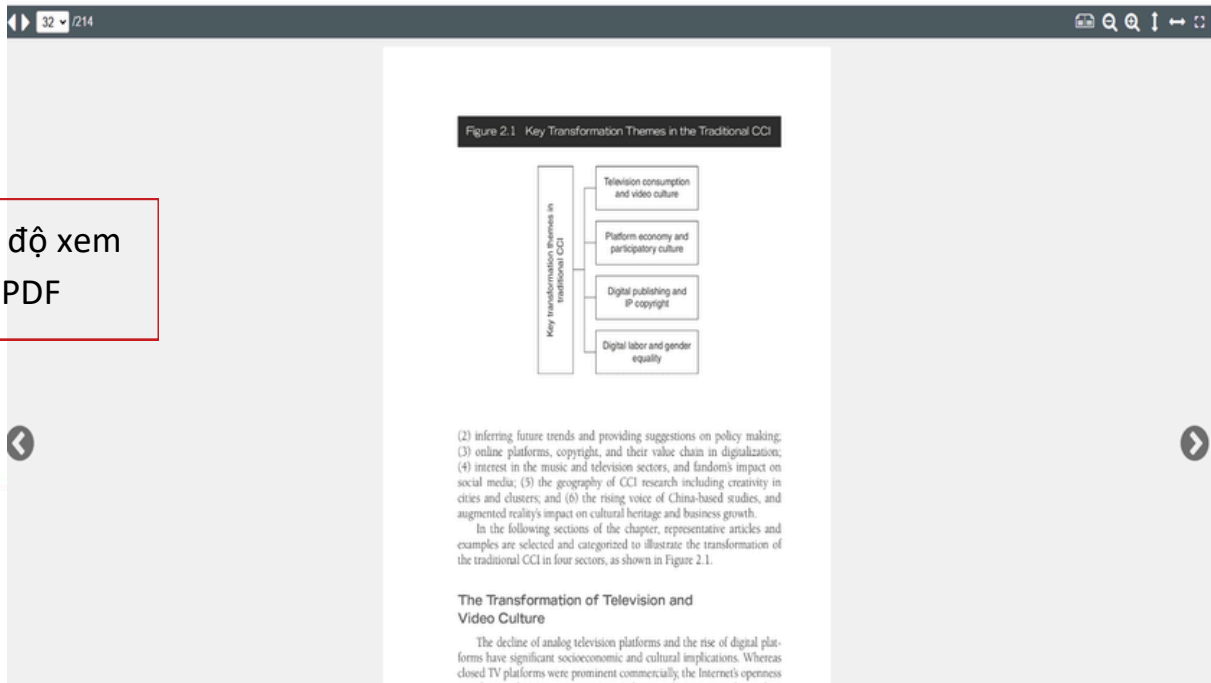 32 /214
độ xem
PDF
Figure 2.1 Key Transformation Themes in the Traditional CCI
Key transformation themes in
traditional CCI
Television consumption
and video culture
Platform economy and
participatory culture
Digital publishing and
IP copyright
Digital labor and gender
equality
(2) inferring future trends and providing suggestions on policy making;
(3) online platforms, copyright, and their value chain in digitalization;
(4) interest in the music and television sectors, and fandom's impact on
social media; (5) the geography of CCI research including creativity in
cities and clusters; and (6) the rising voice of China-based studies, and
augmented reality's impact on cultural heritage and business growth.
In the following sections of the chapter, representative articles and
examples are selected and categorized to illustrate the transformation of
the traditional CCI in four sectors, as shown in Figure 2.1.
The Transformation of Television and
Video Culture
The decline of analog television platforms and the rise of digital plat-
forms have significant socioeconomic and cultural implications. Whereas
closed TV platforms were prominent commercially, the Internet's openness